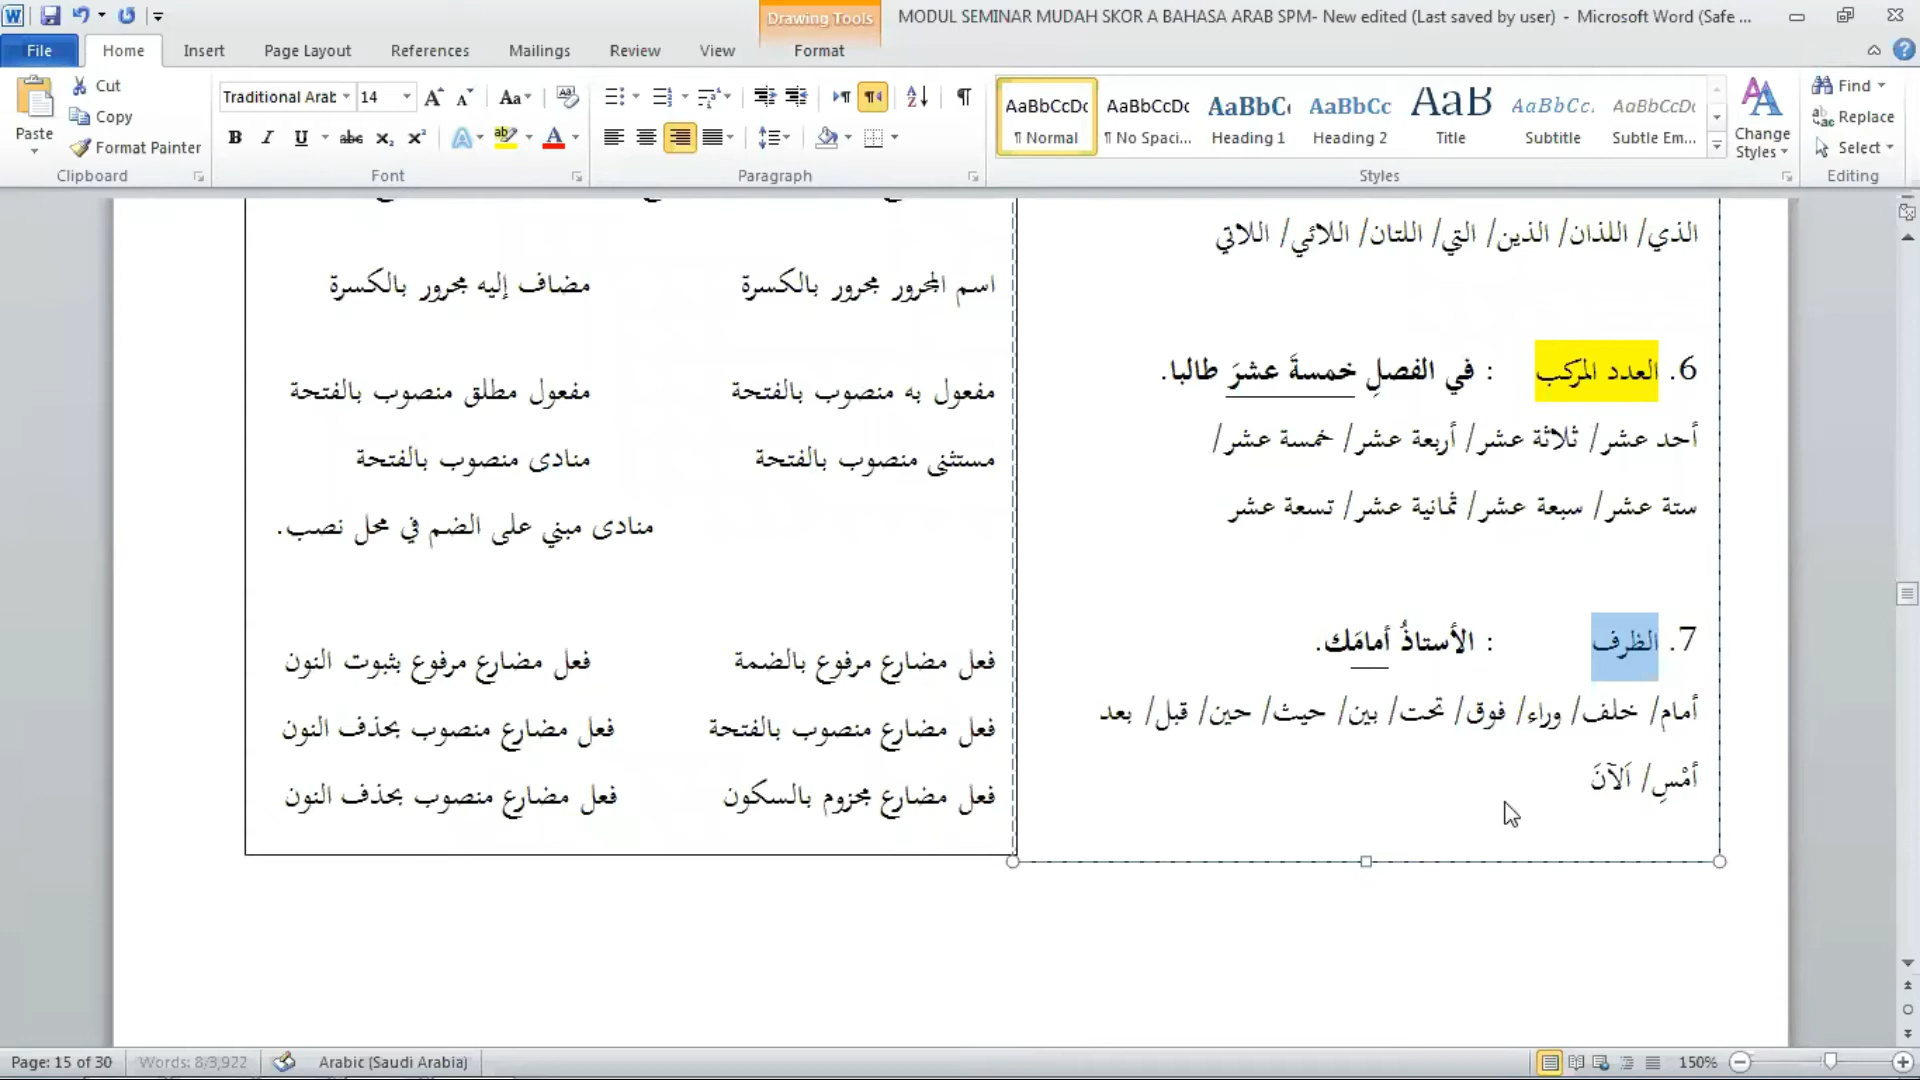 Drawing Tools
MODUL SEMINAR MUDAH SKOR A BAHASA ARAB SPM- New edited (Last saved by user) - Microsoft Word (Safe ...
File Home Insert Page Layout References Mailings Review View Format
Paste
Cut
Copy
Format Painter
Clipboard
Traditional Arab 14
Font
Paragraph
AaBbCcDc AaBbCcDc AaBbC AaBbCc AaB AaBbCc. AaBbCcDc
¶ Normal ¶ No Spaci... Heading 1 Heading 2 Title Subtitle Subtle Em...
Change Styles
Styles
Find
Replace
Select
Editing
الذي/ اللذان/ الذين/ التي/ اللتان/ اللائي/ اللاتي
6. العدد المركب : في الفصلِ خمسةَ عشرَ طالبا.
أحد عشر/ ثلاثة عشر/ أربعة عشر/ خمسة عشر/
ستة عشر/ سبعة عشر/ ثمانية عشر/ تسعة عشر
7. الظرف : الأستاذُ أمامَك.
أمام/ خلف/ وراء/ فوق/ تحت/ بين/ حيث/ حين/ قبل/ بعد
أمْسِ/ اَلآنَ
اسم المجرور مجرور بالكسرة مضاف إليه مجرور بالكسرة
مفعول به منصوب بالفتحة مفعول مطلق منصوب بالفتحة
مستثنى منصوب بالفتحة منادى منصوب بالفتحة
منادى مبني على الضم في محل نصب.
فعل مضارع مرفوع بالضمة فعل مضارع مرفوع بثبوت النون
فعل مضارع منصوب بالفتحة فعل مضارع منصوب بحذف النون
فعل مضارع مجزوم بالسكون فعل مضارع منصوب بحذف النون
Page: 15 of 30 Words: 8/3,922 Arabic (Saudi Arabia) 150%